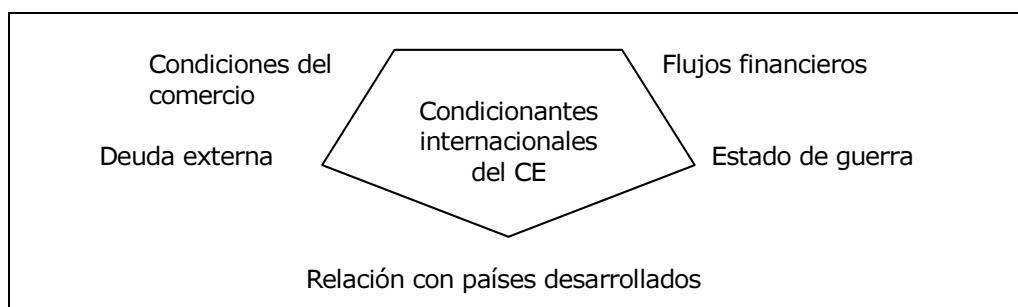 Condiciones del
comercio
Flujos financieros
Condicionantes
internacionales
del CE
Deuda externa
Estado de guerra
Relación con países desarrollados